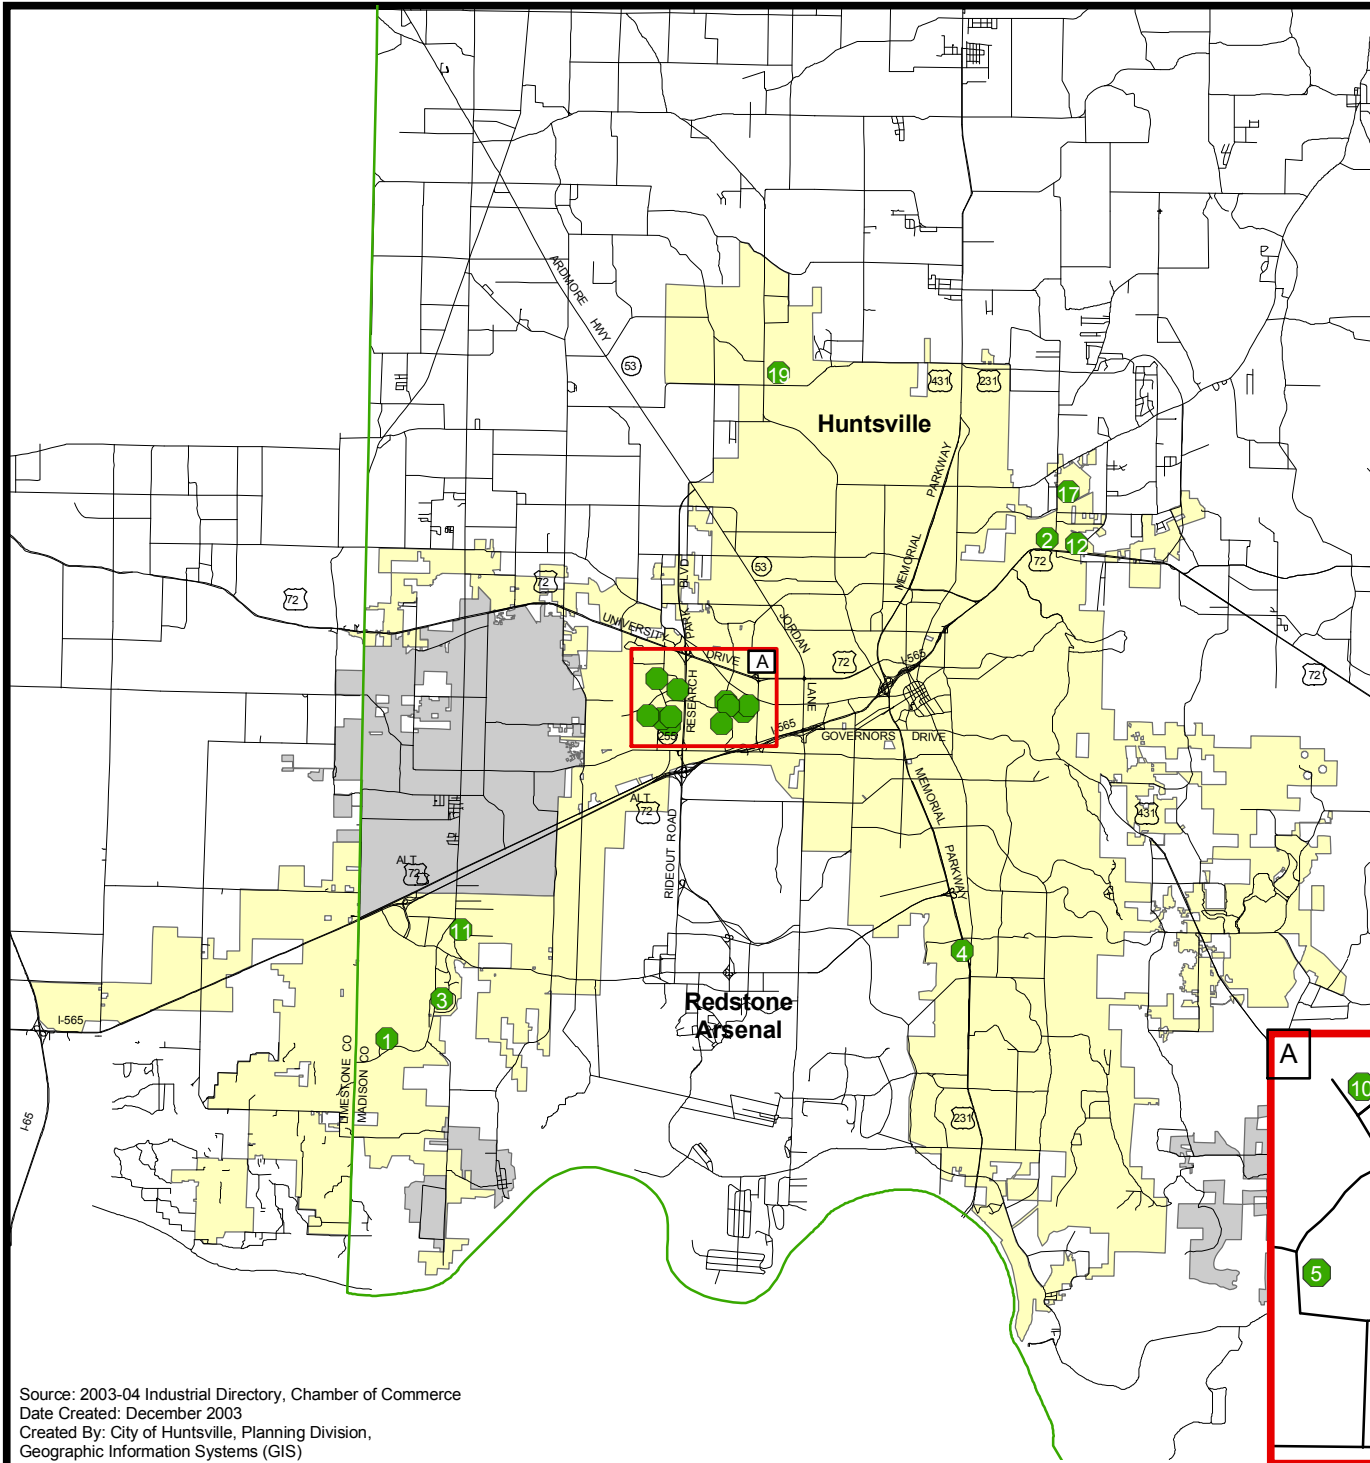 ARDMORE
HWY
53
19
431
231
Huntsville
PARKWAY
MEMORIAL
17
2
12
72
53
72
72
PARK BLVD
UNIVERSITY
DRIVE
JORDAN
LANE
A
72
I-565
72
RESEARCH
255
I-565
GOVERNORS DRIVE
ALT
72
MEMORIAL
PARKWAY
431
RIDEOUT ROAD
ALT
72
11
4
3
Redstone
Arsenal
1
I-565
LIMESTONE CO
MADISON CO
I-65
231
A
10
5
Source: 2003-04 Industrial Directory, Chamber of Commerce
Date Created: December 2003
Created By: City of Huntsville, Planning Division,
Geographic Information Systems (GIS)